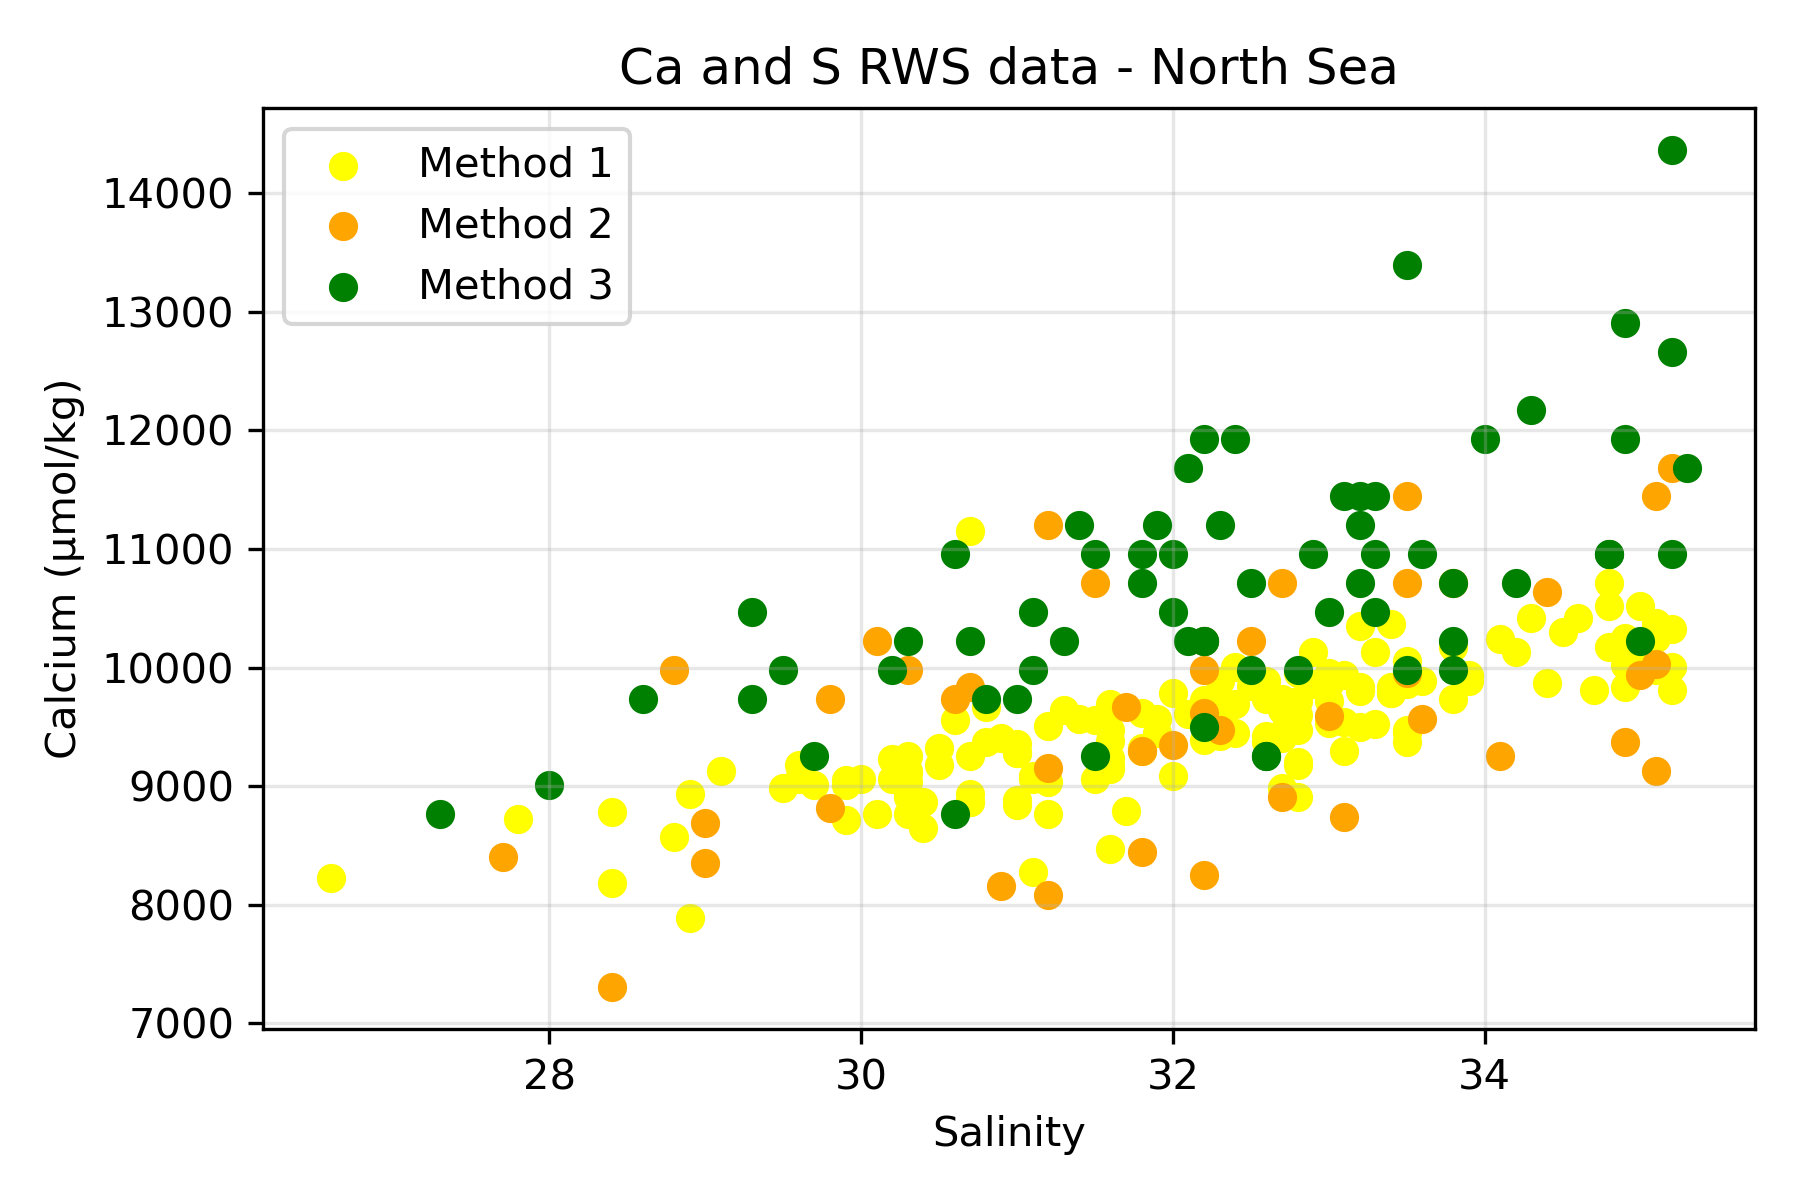 Ca and S RWS data - North Sea
Method 1
Method 2
Method 3
14000
13000
12000
11000
10000
9000
8000
7000
Calcium (µmol/kg)
28 30 32 34
Salinity